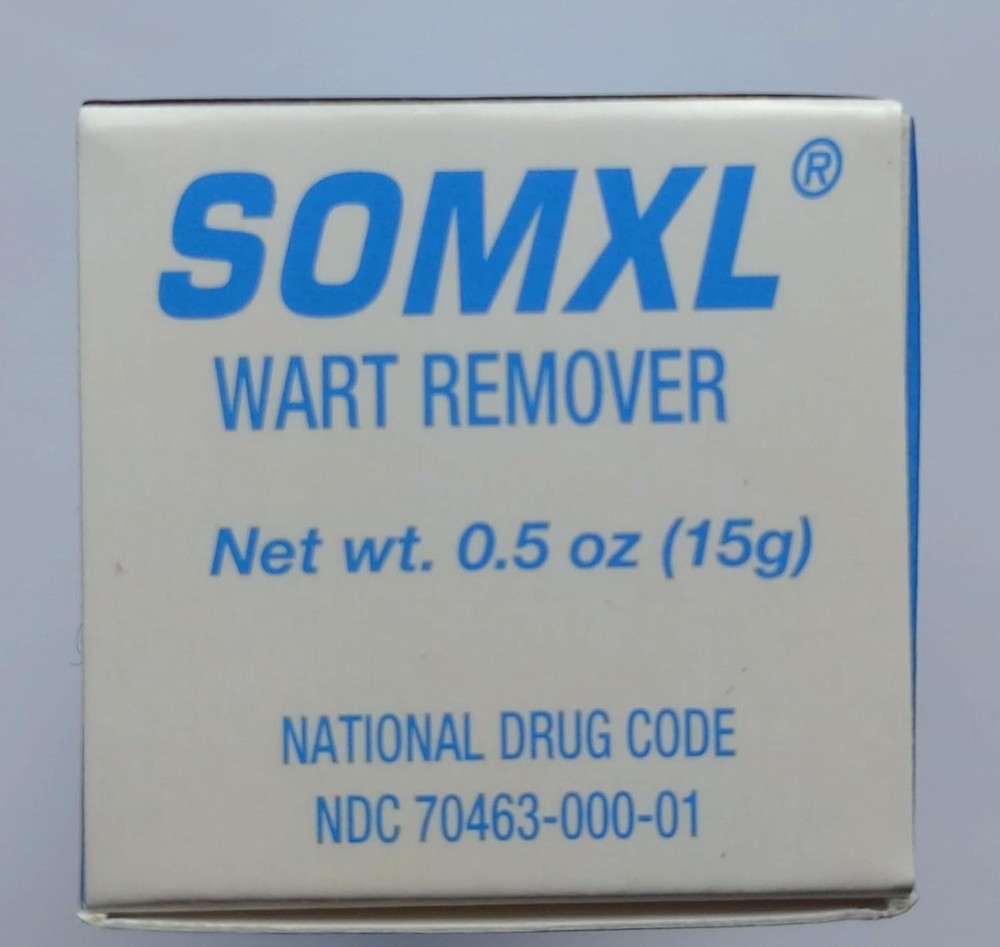 SOMXL®
WART REMOVER
Net wt. 0.5 oz (15g)
NATIONAL DRUG CODE
NDC 70463-000-01